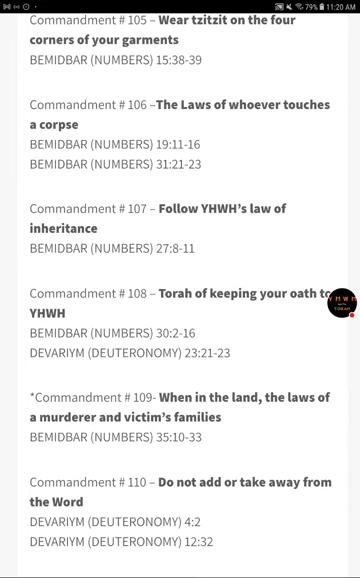 79% 11:20 AM
Commandment # 105 – Wear tzitzit on the four
corners of your garments
BEMIDBAR (NUMBERS) 15:38-39
Commandment # 106 –The Laws of whoever touches
a corpse
BEMIDBAR (NUMBERS) 19:11-16
BEMIDBAR (NUMBERS) 31:21-23
Commandment # 107 – Follow YHWH’s law of
inheritance
BEMIDBAR (NUMBERS) 27:8-11
Commandment # 108 – Torah of keeping your oath to
YHWH
BEMIDBAR (NUMBERS) 30:2-16
DEVARIYM (DEUTERONOMY) 23:21-23
*Commandment # 109- When in the land, the laws of
a murderer and victim’s families
BEMIDBAR (NUMBERS) 35:10-33
Commandment # 110 – Do not add or take away from
the Word
DEVARIYM (DEUTERONOMY) 4:2
DEVARIYM (DEUTERONOMY) 12:32